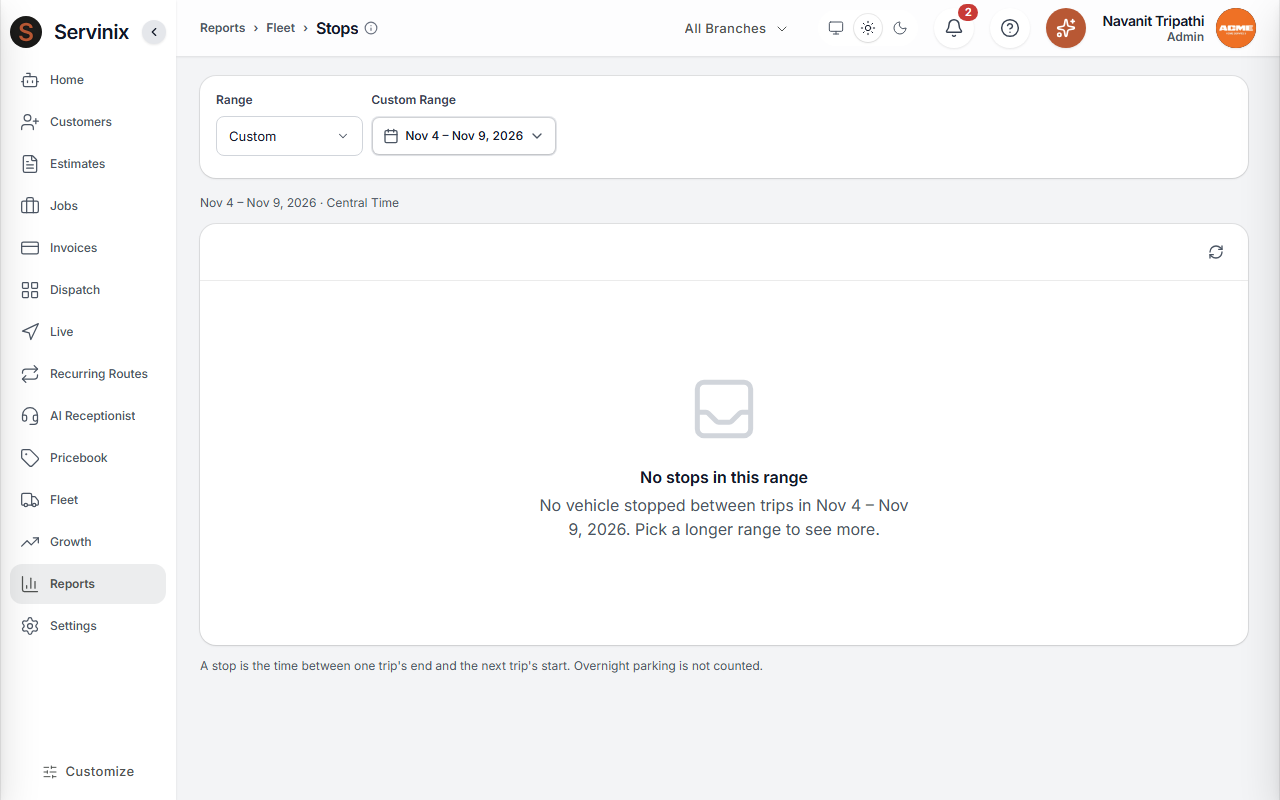 S Servinix
Reports › Fleet › Stops
All Branches
2
Navanit Tripathi
Admin
ACME
Home
Customers
Estimates
Jobs
Invoices
Dispatch
Live
Recurring Routes
AI Receptionist
Pricebook
Fleet
Growth
Reports
Settings
Customize
Range
Custom Range
Custom
Nov 4 – Nov 9, 2026
Nov 4 – Nov 9, 2026 · Central Time
No stops in this range
No vehicle stopped between trips in Nov 4 – Nov
9, 2026. Pick a longer range to see more.
A stop is the time between one trip's end and the next trip's start. Overnight parking is not counted.